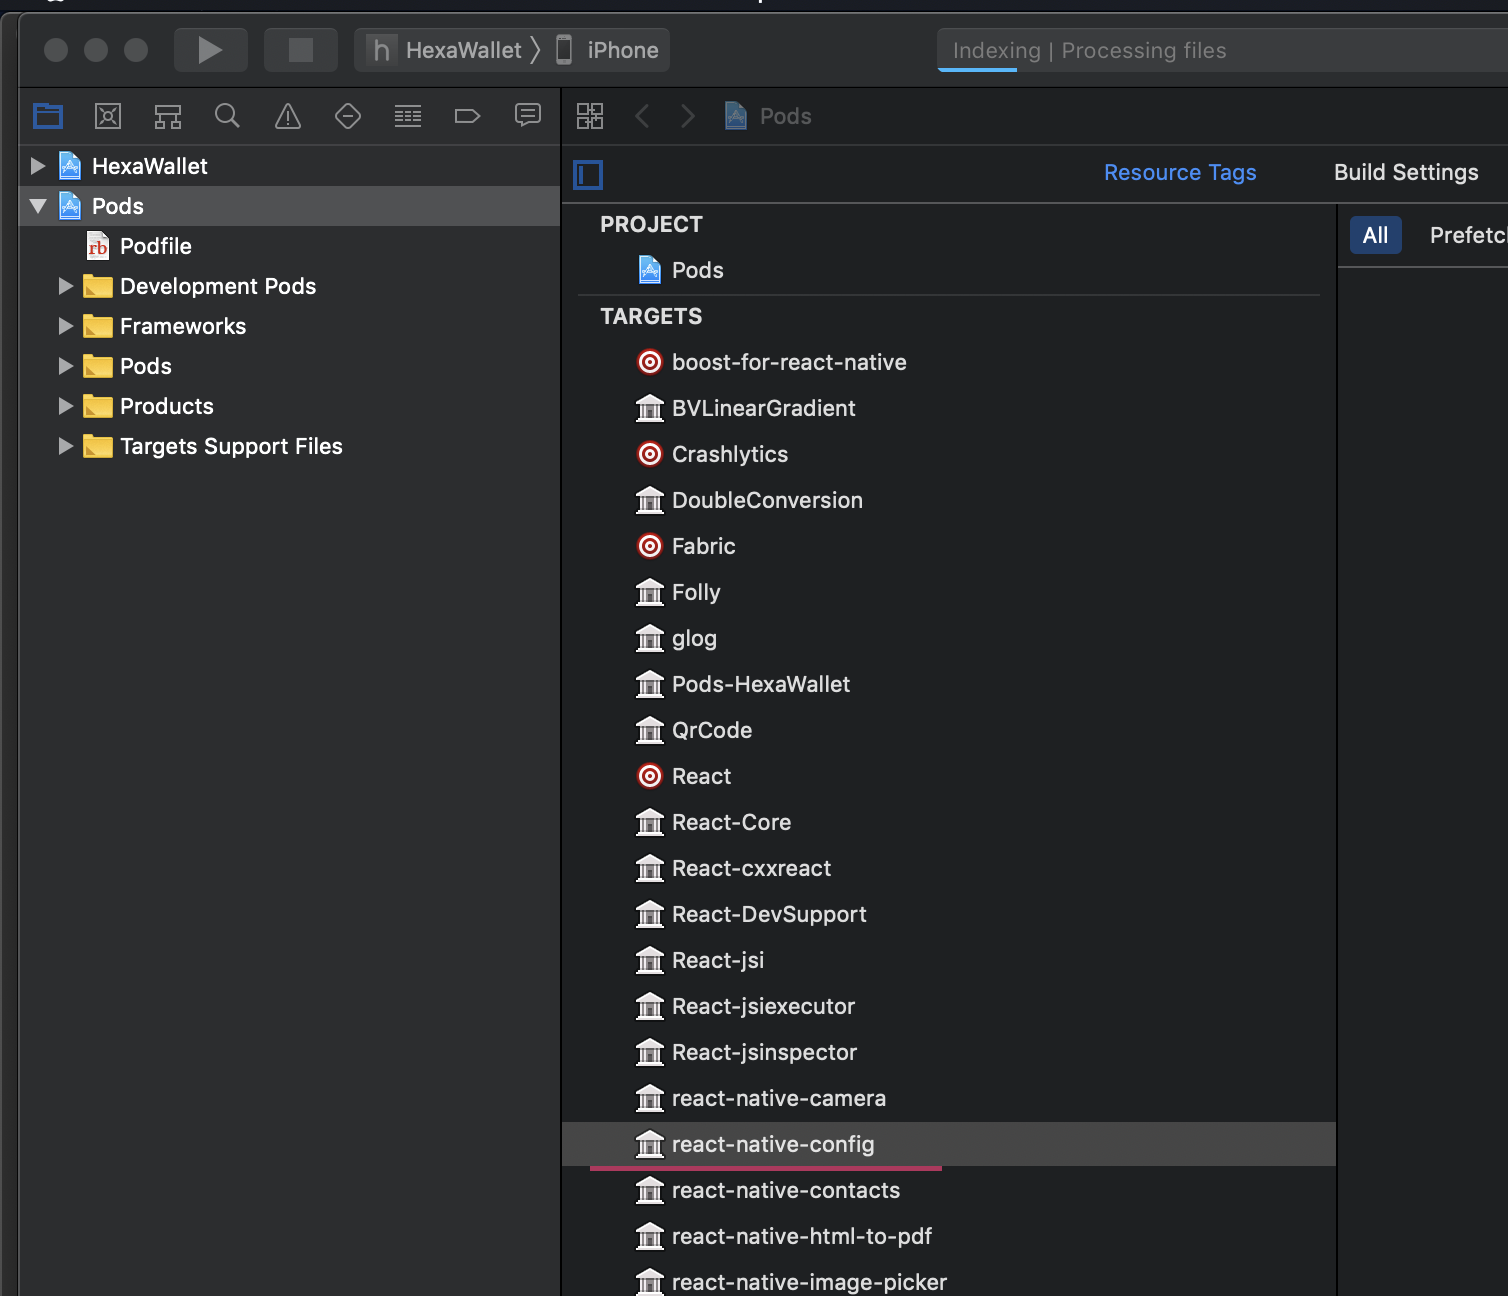 HexaWallet 〉 iPhone
Indexing | Processing files
HexaWallet
Pods
Podfile
Development Pods
Frameworks
Pods
Products
Targets Support Files
Pods
Resource Tags
Build Settings
PROJECT
Pods
TARGETS
boost-for-react-native
BVLinearGradient
Crashlytics
DoubleConversion
Fabric
Folly
glog
Pods-HexaWallet
QrCode
React
React-Core
React-cxxreact
React-DevSupport
React-jsi
React-jsiexecutor
React-jsinspector
react-native-camera
react-native-config
react-native-contacts
react-native-html-to-pdf
react-native-image-picker
All
Prefetc